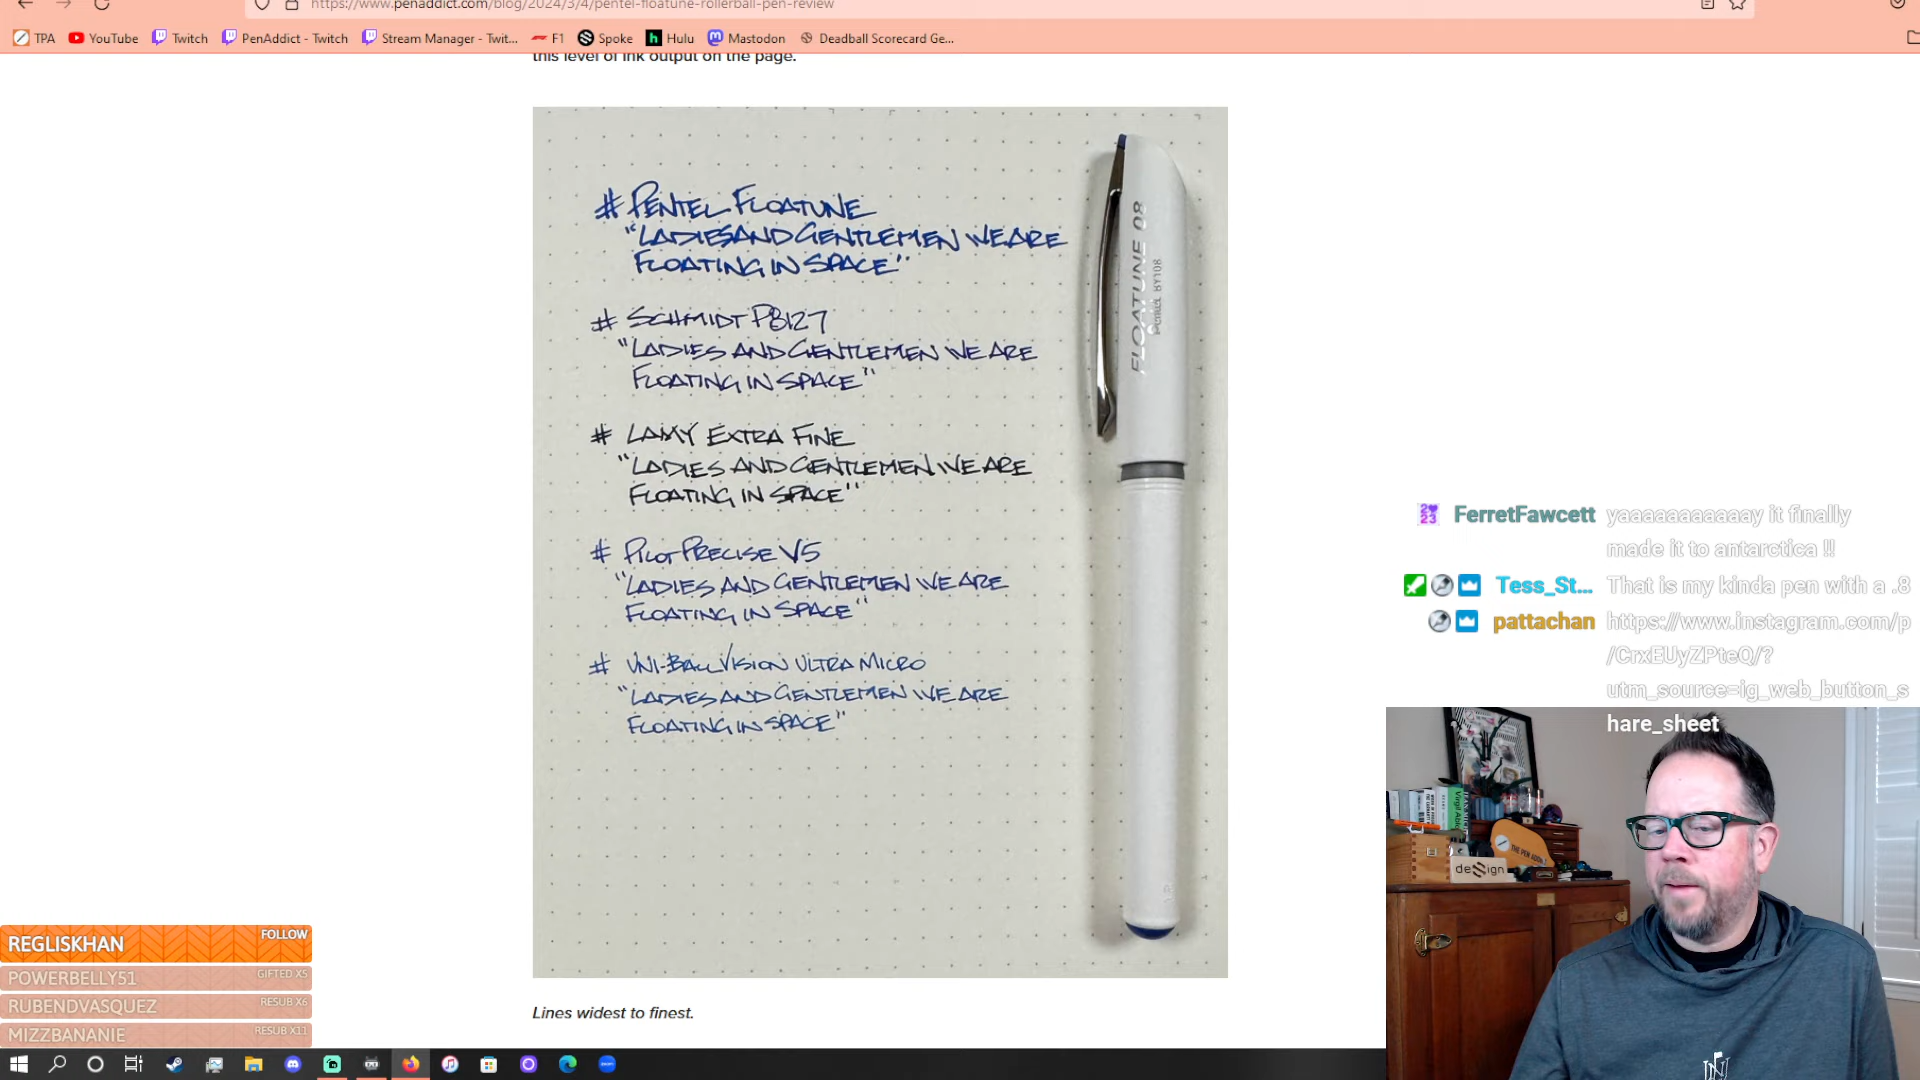 https://www.penaddict.com/blog/2024/3/4/pentel-floatune-rollerball-pen-review
TPA YouTube Twitch PenAddict - Twitch Stream Manager - Twit... F1 Spoke Hulu Mastodon Deadball Scorecard Ge...
this level of ink output on the page.
# PENTEL FLOATUNE
"LADIES AND GENTLEMEN WE ARE
FLOATING IN SPACE"
# SCHMIDT P8127
"LADIES AND GENTLEMEN WE ARE
FLOATING IN SPACE"
# LAMY EXTRA FINE
"LADIES AND GENTLEMEN WE ARE
FLOATING IN SPACE"
# PILOT PRECISE V5
"LADIES AND GENTLEMEN WE ARE
FLOATING IN SPACE"
# UNI-BALL VISION ULTRA MICRO
"LADIES AND GENTLEMEN WE ARE
FLOATING IN SPACE"
FLOATUNE 08
Pentel BY108
Lines widest to finest.
FerretFawcett yaaaaaaaaaaay it finally
made it to antarctica !!
Tess_St... That is my kinda pen with a .8
pattachan https://www.instagram.com/p
/CrxEUyZPteQ/?
utm_source=ig_web_button_s
hare_sheet
THE PEN ADDICT
deSign
REGLISKHAN FOLLOW
POWERBELLY51 GIFTED X5
RUBENDVASQUEZ RESUB X6
MIZZBANANIE RESUB X11